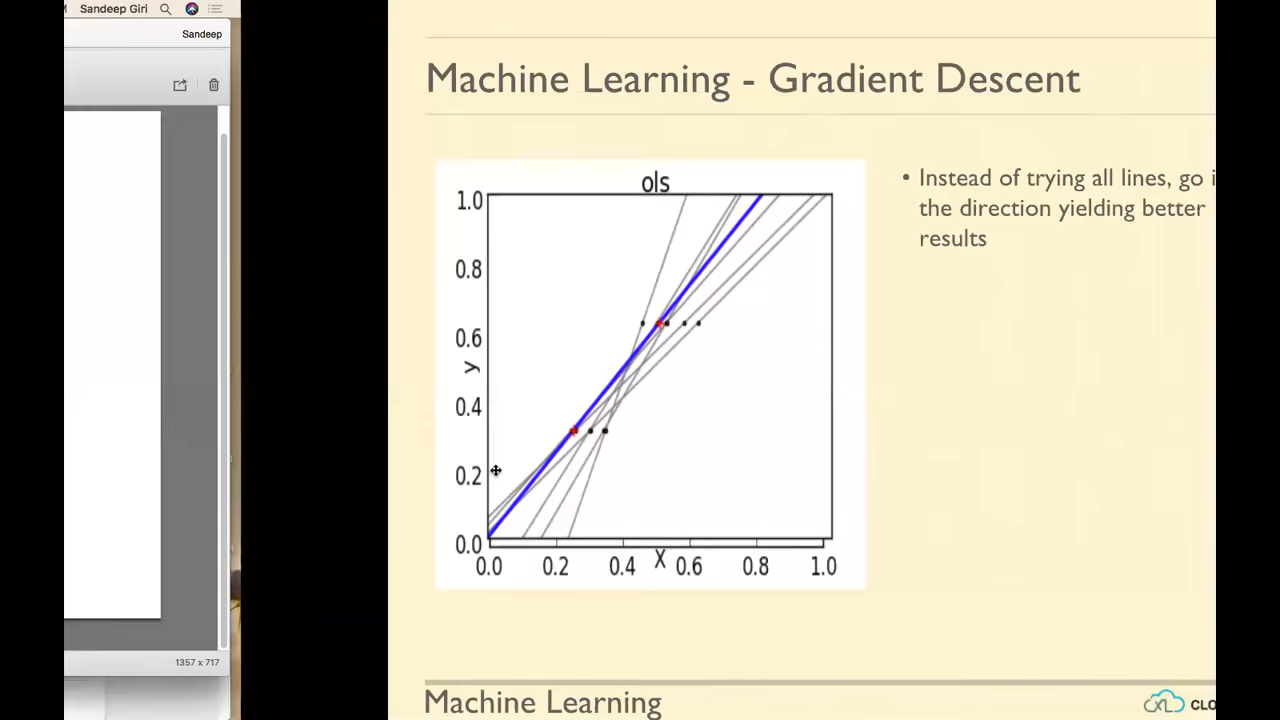 Sandeep Giri
Sandeep
1357 x 717
Machine Learning - Gradient Descent
ols
1.0
0.8
0.6
0.4
0.2
0.0
y
0.0 0.2 0.4 0.6 0.8 1.0
X
• Instead of trying all lines, go
the direction yielding better
results
Machine Learning
CLO